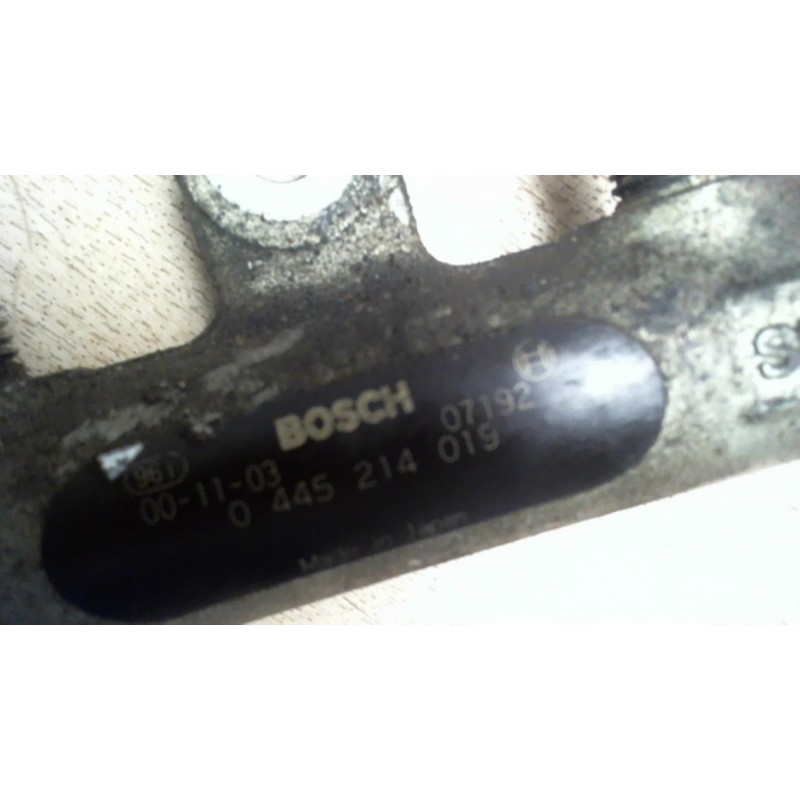 BOSCH 07192
961
00-11-03
0 445 214 019
Made in Japan
S